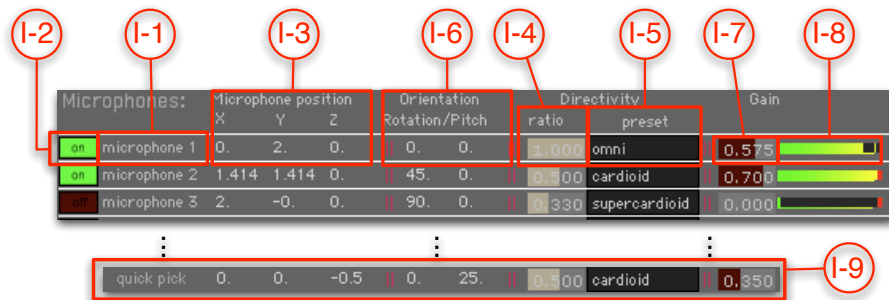 I-2 I-1 I-3 I-6 I-4 I-5 I-7 I-8
Microphones: Microphone position Orientation Directivity Gain
X Y Z Rotation/Pitch ratio preset
on microphone 1 0. 2. 0. || 0. 0. || 1.000 omni || 0.575
on microphone 2 1.414 1.414 0. || 45. 0. || 0.500 cardioid || 0.700
off microphone 3 2. -0. 0. || 90. 0. || 0.330 supercardioid || 0.000
quick pick 0. 0. -0.5 || 0. 25. || 0.500 cardioid || 0.350
I-9